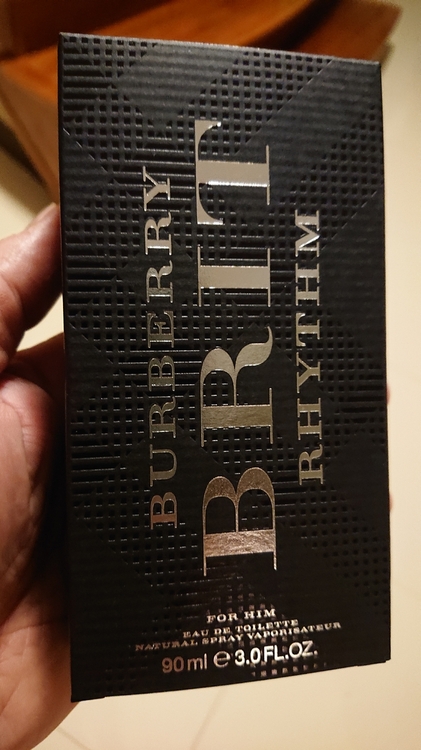 BURBERRY
BRIT
RHYTHM
FOR HIM
EAU DE TOILETTE
NATURAL SPRAY VAPORISATEUR
90 ml ℮ 3.0 FL.OZ.